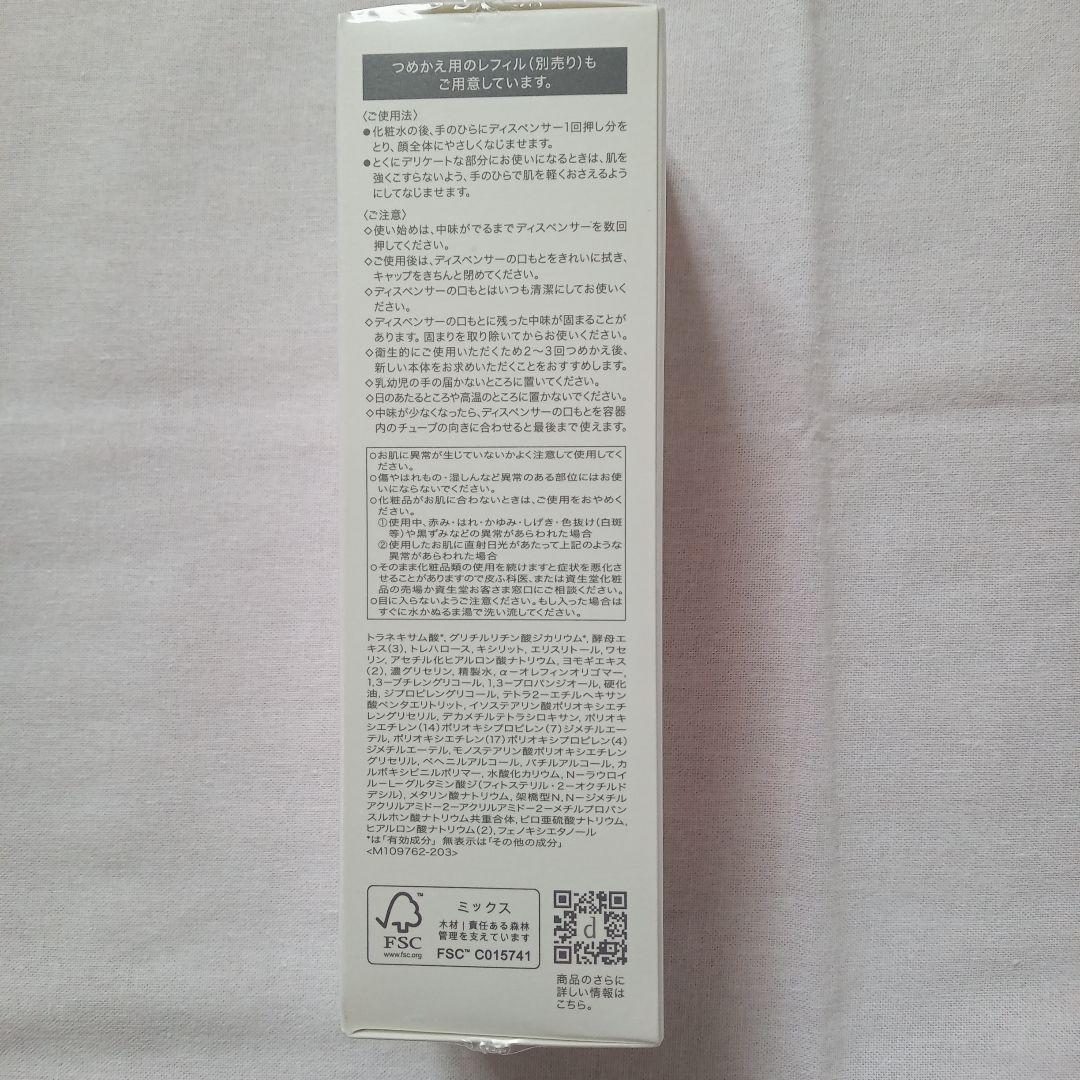 つめかえ用のレフィル(別売り)も
ご用意しています。
〈ご使用法〉
●化粧水の後、手のひらにディスペンサー1回押し分を
とり、顔全体にやさしくなじませます。
●とくにデリケートな部分にお使いになるときは、肌を
強くこすらないよう、手のひらで肌を軽くおさえるよう
にしてなじませます。
〈ご注意〉
◇使い始めは、中味がでるまでディスペンサーを数回
押してください。
◇ご使用後は、ディスペンサーの口もとをきれいに拭き、
キャップをきちんと閉めてください。
◇ディスペンサーの口もとはいつも清潔にしてお使いく
ださい。
◇ディスペンサーの口もとに残った中味が固まることが
あります。固まりを取り除いてからお使いください。
◇衛生的にご使用いただくため2〜3回つめかえ後、
新しい本体をお求めいただくことをおすすめします。
◇乳幼児の手の届かないところに置いてください。
◇日のあたるところや高温のところに置かないでください。
◇中味が少なくなったら、ディスペンサーの口もとを容器
内のチューブの向きに合わせると最後まで使えます。
○お肌に異常が生じていないかよく注意して使用してく
ださい。
○傷やはれもの・湿しんなど異常のある部位にはお使
いにならないでください。
○化粧品がお肌に合わないときは、ご使用をおやめく
ださい。
①使用中、赤み・はれ・かゆみ・しげき・色抜け(白斑
等)や黒ずみなどの異常があらわれた場合
②使用したお肌に直射日光があたって上記のような
異常があらわれた場合
○そのまま化粧品類の使用を続けますと症状を悪化さ
せることがありますので皮ふ科医、または資生堂化粧
品の売場か資生堂お客さま窓口にご相談ください。
○目に入らないようご注意ください。もし入った場合は
すぐに水かぬるま湯で洗い流してください。
トラネキサム酸*, グリチルリチン酸ジカリウム*, 酵母エ
キス(3), トレハロース, キシリット, エリスリトール, ワセ
リン, アセチル化ヒアルロン酸ナトリウム, ヨモギエキス
(2), 濃グリセリン, 精製水, α−オレフィンオリゴマー,
1,3−ブチレングリコール, 1,3−プロパンジオール, 硬化
油, ジプロピレングリコール, テトラ2−エチルヘキサン
酸ペンタエリトリット, イソステアリン酸ポリオキシエチ
レングリセリル, デカメチルテトラシロキサン, ポリオキ
シエチレン(14)ポリオキシプロピレン(7)ジメチルエー
テル, ポリオキシエチレン(17)ポリオキシプロピレン(4)
ジメチルエーテル, モノステアリン酸ポリオキシエチレン
グリセリル, ベヘニルアルコール, バチルアルコール, カ
ルボキシビニルポリマー, 水酸化カリウム, N−ラウロイ
ル−L−グルタミン酸ジ(フィトステリル・2−オクチルド
デシル), メタリン酸ナトリウム, 架橋型N,N−ジメチル
アクリルアミド−2−アクリルアミド−2−メチルプロパン
スルホン酸ナトリウム共重合体, ピロ亜硫酸ナトリウム,
ヒアルロン酸ナトリウム(2), フェノキシエタノール
*は「有効成分」 無表示は「その他の成分」
<M109762-203>
FSC
www.fsc.org
ミックス
木材|責任ある森林
管理を支えています
FSC™ C015741
d
商品のさらに
詳しい情報は
こちら。